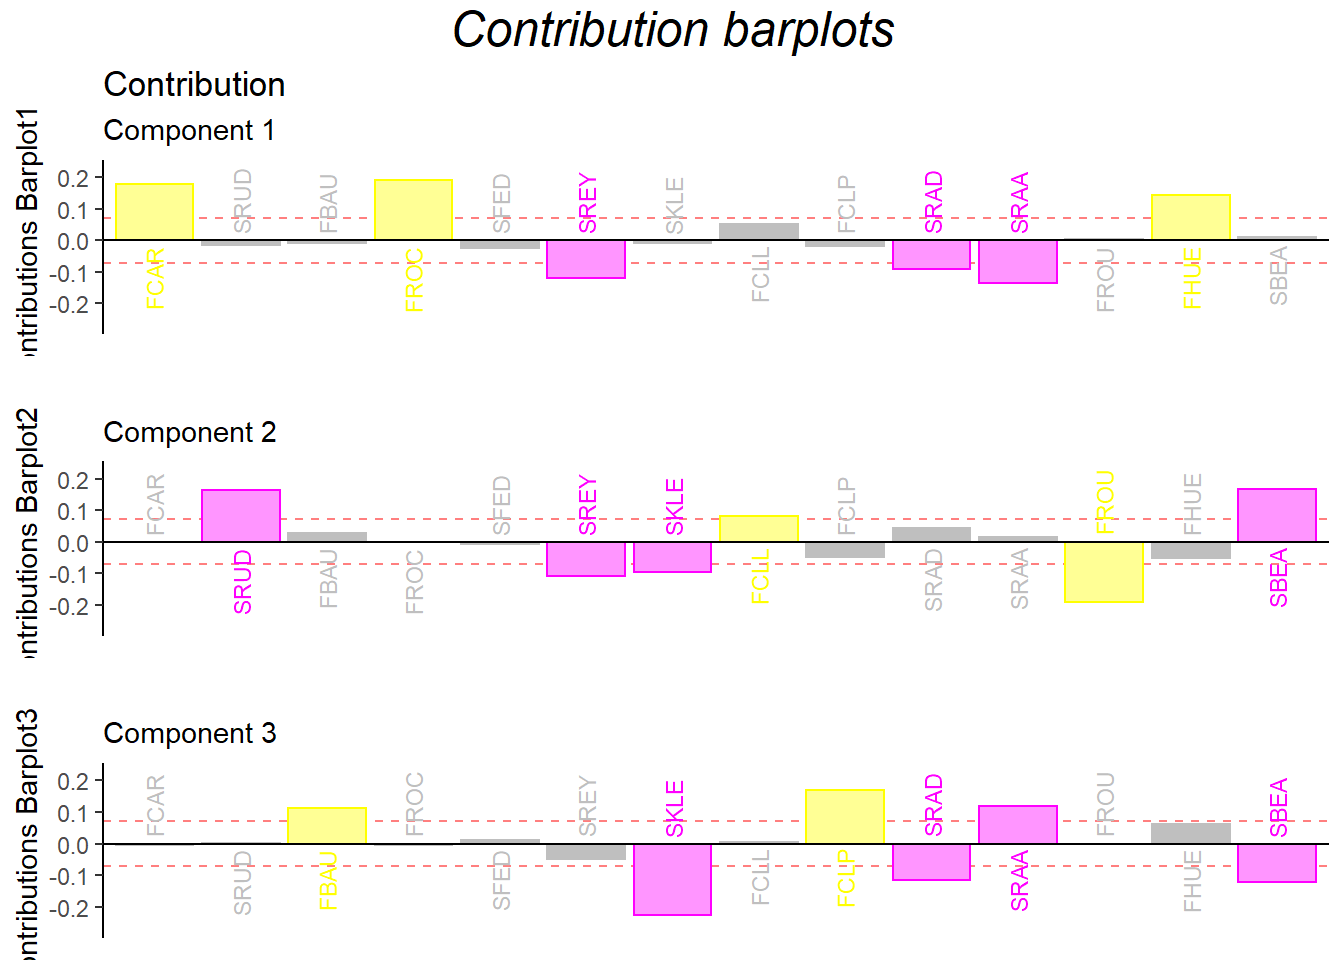 Contribution barplots
Contribution
Component 1
ontributions Barplot1
0.2
0.1
0.0
-0.1
-0.2
FCAR
SRUD
FBAU
FROC
SFED
SREY
SKLE
FCLL
FCLP
SRAD
SRAA
FROU
FHUE
SBEA
Component 2
ontributions Barplot2
0.2
0.1
0.0
-0.1
-0.2
FCAR
SRUD
FBAU
FROC
SFED
SREY
SKLE
FCLL
FCLP
SRAD
SRAA
FROU
FHUE
SBEA
Component 3
ontributions Barplot3
0.2
0.1
0.0
-0.1
-0.2
FCAR
SRUD
FBAU
FROC
SFED
SREY
SKLE
FCLL
FCLP
SRAD
SRAA
FROU
FHUE
SBEA